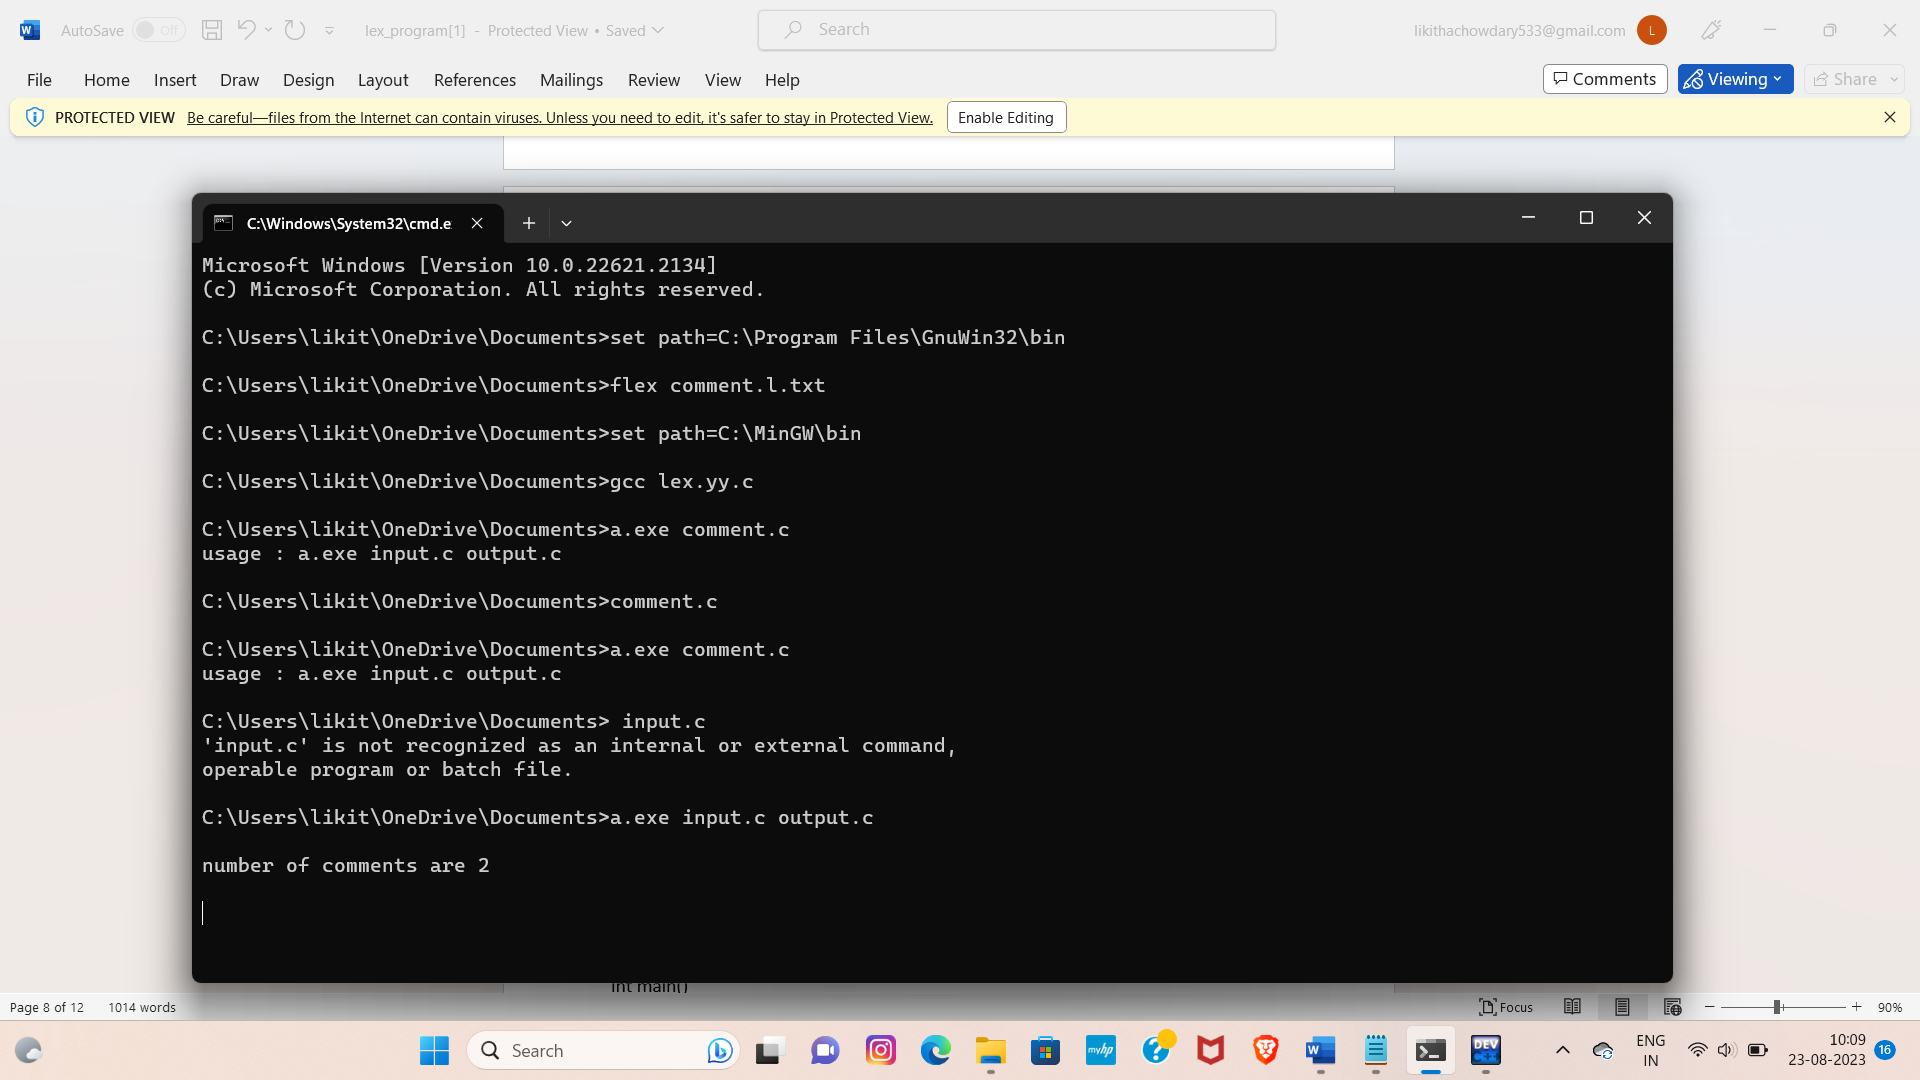 AutoSave Off lex_program[1] - Protected View • Saved Search likithachowdary533@gmail.com L
File Home Insert Draw Design Layout References Mailings Review View Help Comments Viewing Share
PROTECTED VIEW Be careful—files from the Internet can contain viruses. Unless you need to edit, it's safer to stay in Protected View. Enable Editing
C:\Windows\System32\cmd.e
Microsoft Windows [Version 10.0.22621.2134]
(c) Microsoft Corporation. All rights reserved.
C:\Users\likit\OneDrive\Documents>set path=C:\Program Files\GnuWin32\bin
C:\Users\likit\OneDrive\Documents>flex comment.l.txt
C:\Users\likit\OneDrive\Documents>set path=C:\MinGW\bin
C:\Users\likit\OneDrive\Documents>gcc lex.yy.c
C:\Users\likit\OneDrive\Documents>a.exe comment.c
usage : a.exe input.c output.c
C:\Users\likit\OneDrive\Documents>comment.c
C:\Users\likit\OneDrive\Documents>a.exe comment.c
usage : a.exe input.c output.c
C:\Users\likit\OneDrive\Documents> input.c
'input.c' is not recognized as an internal or external command,
operable program or batch file.
C:\Users\likit\OneDrive\Documents>a.exe input.c output.c
number of comments are 2
int main()
Page 8 of 12 1014 words Focus 90%
Search myhp DEV C++ ENG IN 10:09 23-08-2023 16